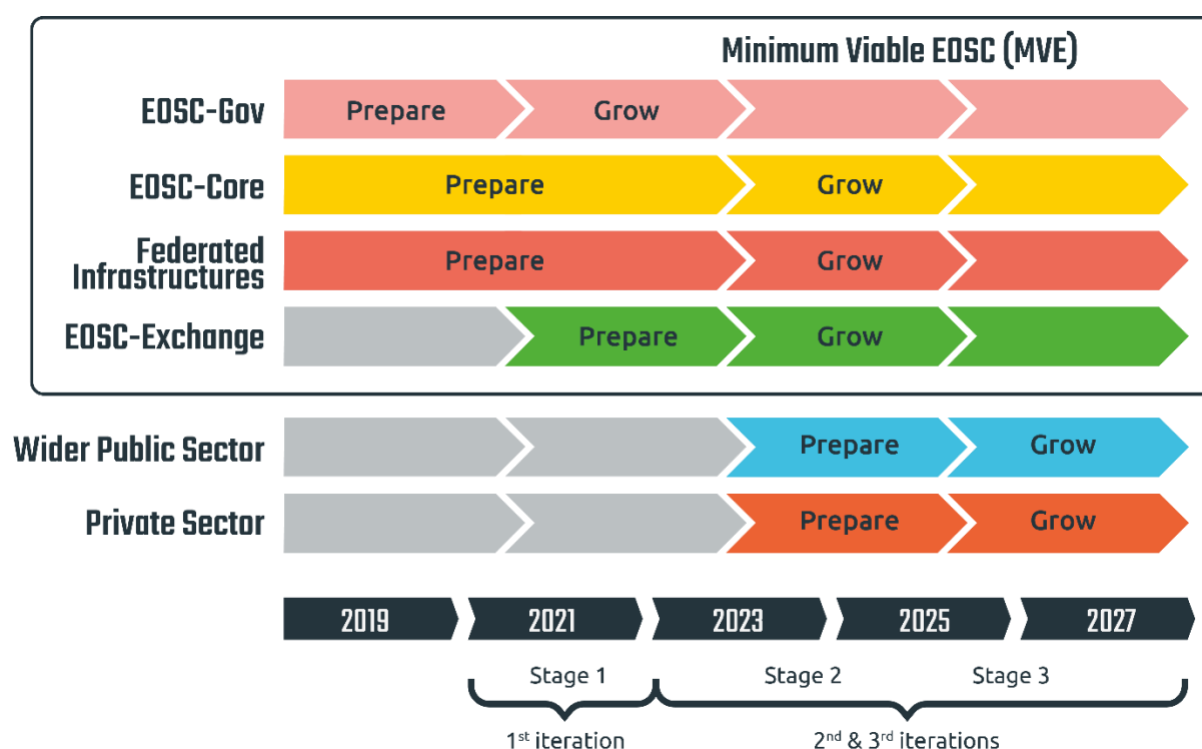 Minimum Viable EOSC (MVE)
EOSC-Gov
Prepare
Grow
EOSC-Core
Prepare
Grow
Federated
Infrastructures
Prepare
Grow
EOSC-Exchange
Prepare
Grow
Wider Public Sector
Prepare
Grow
Private Sector
Prepare
Grow
2019
2021
2023
2025
2027
Stage 1
Stage 2
Stage 3
1st iteration
2nd & 3rd iterations